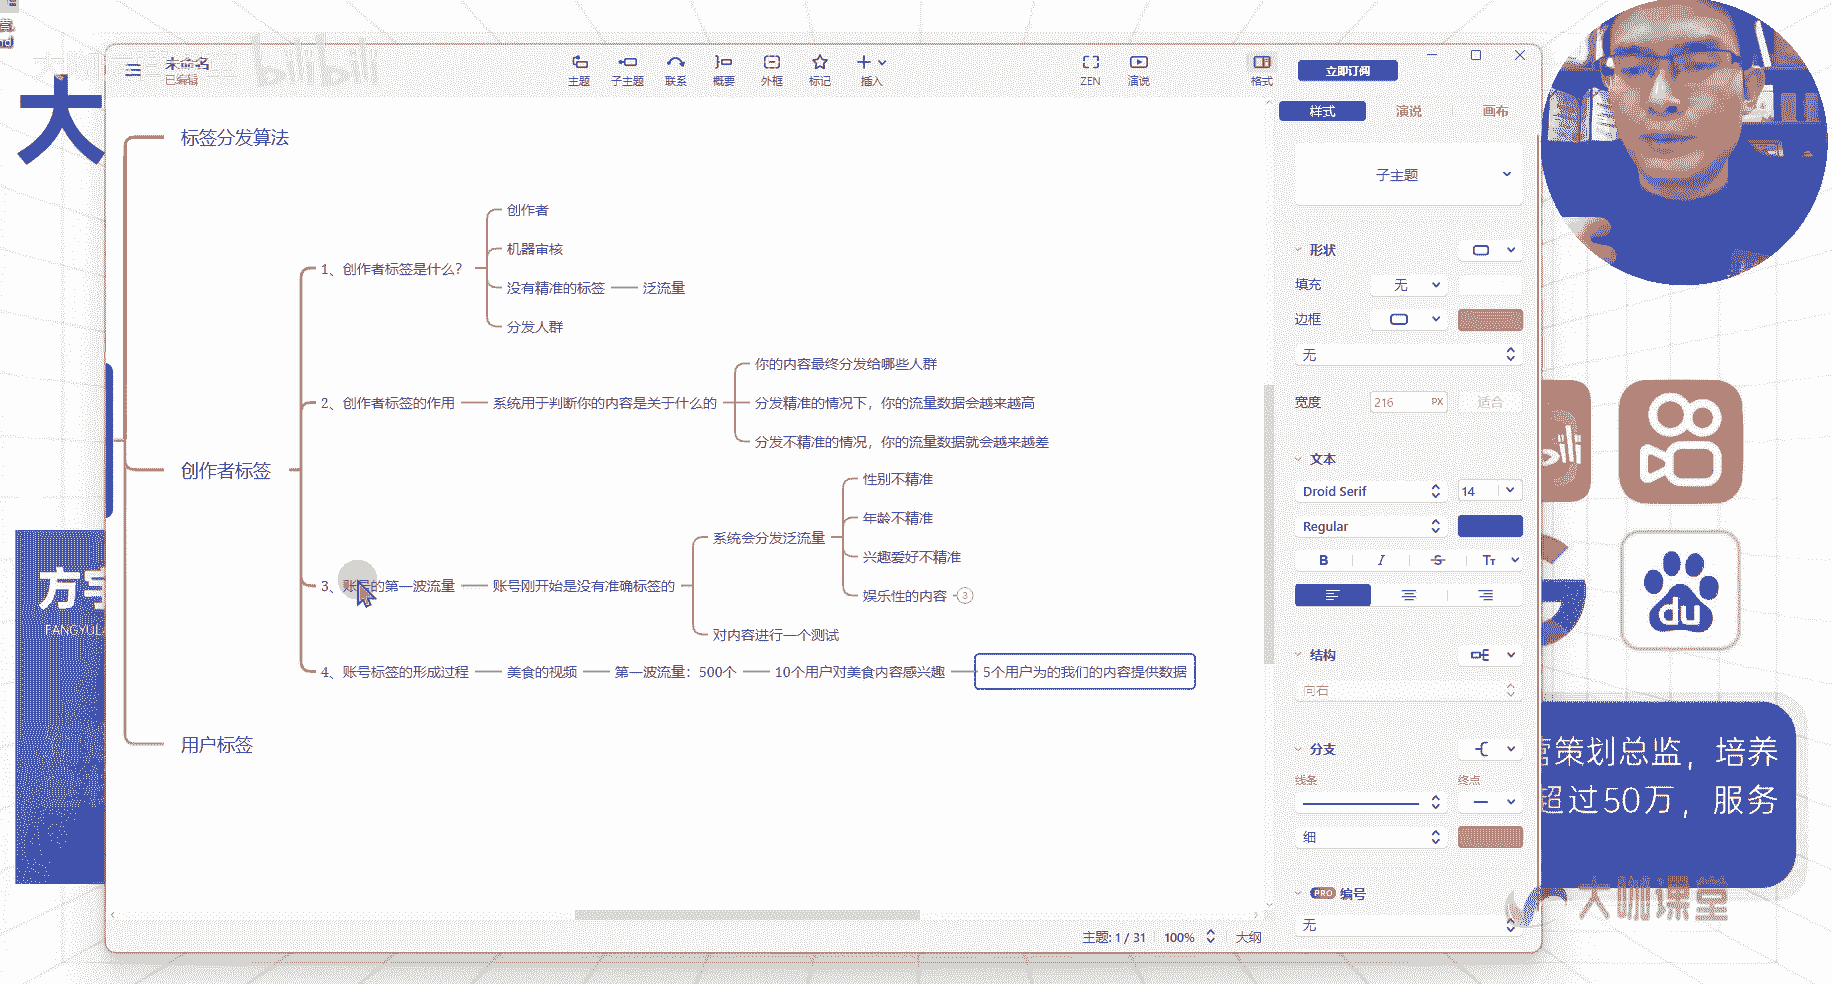 大
bilibili
未命名
已编辑
主题
子主题
联系
概要
外框
标记
插入
ZEN
演说
格式
立即订阅
样式
演说
画布
标签分发算法
创作者
机器审核
1、创作者标签是什么?
没有精准的标签
泛流量
分发人群
你的内容最终分发给哪些人群
2、创作者标签的作用
系统用于判断你的内容是关于什么的
分发精准的情况下，你的流量数据会越来越高
分发不精准的情况，你的流量数据就会越来越差
创作者标签
性别不精准
年龄不精准
系统会分发泛流量
兴趣爱好不精准
3、账号的第一波流量
账号刚开始是没有准确标签的
娱乐性的内容
3
对内容进行一个测试
4、账号标签的形成过程
美食的视频
第一波流量：500个
10个用户对美食内容感兴趣
5个用户为的我们的内容提供数据
用户标签
子主题
形状
填充
无
边框
无
宽度
216
PX
适合
文本
Droid Serif
14
Regular
B
I
S
Tт
结构
向右
分支
线条
终点
细
PRO 编号
无
主题: 1 / 31
100%
大纲
方宇
FANGYU
du
营策划总监，培养
超过50万，服务
大咖课堂